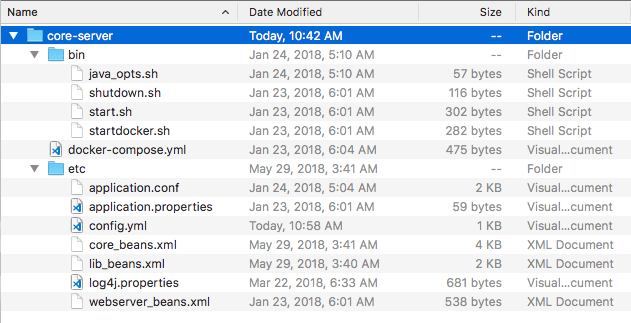 Name Date Modified Size Kind
core-server Today, 10:42 AM -- Folder
bin Jan 24, 2018, 5:10 AM -- Folder
java_opts.sh Jan 24, 2018, 5:10 AM 57 bytes Shell Script
shutdown.sh Jan 23, 2018, 6:01 AM 116 bytes Shell Script
start.sh Jan 23, 2018, 6:01 AM 302 bytes Shell Script
startdocker.sh Jan 23, 2018, 6:01 AM 282 bytes Shell Script
docker-compose.yml Jan 23, 2018, 6:04 AM 475 bytes Visual...cument
etc May 29, 2018, 3:41 AM -- Folder
application.conf Jan 24, 2018, 5:04 AM 2 KB Visual...cument
application.properties Jan 23, 2018, 6:01 AM 59 bytes Visual...cument
config.yml Today, 10:58 AM 1 KB Visual...cument
core_beans.xml May 29, 2018, 3:41 AM 4 KB XML Document
lib_beans.xml May 29, 2018, 3:40 AM 2 KB XML Document
log4j.properties Mar 22, 2018, 6:33 AM 681 bytes Visual...cument
webserver_beans.xml Jan 23, 2018, 6:01 AM 538 bytes XML Document